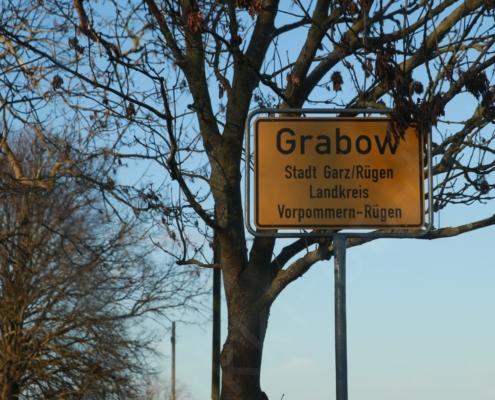 Grabow
Stadt Garz/Rügen
Landkreis
Vorpommern-Rügen